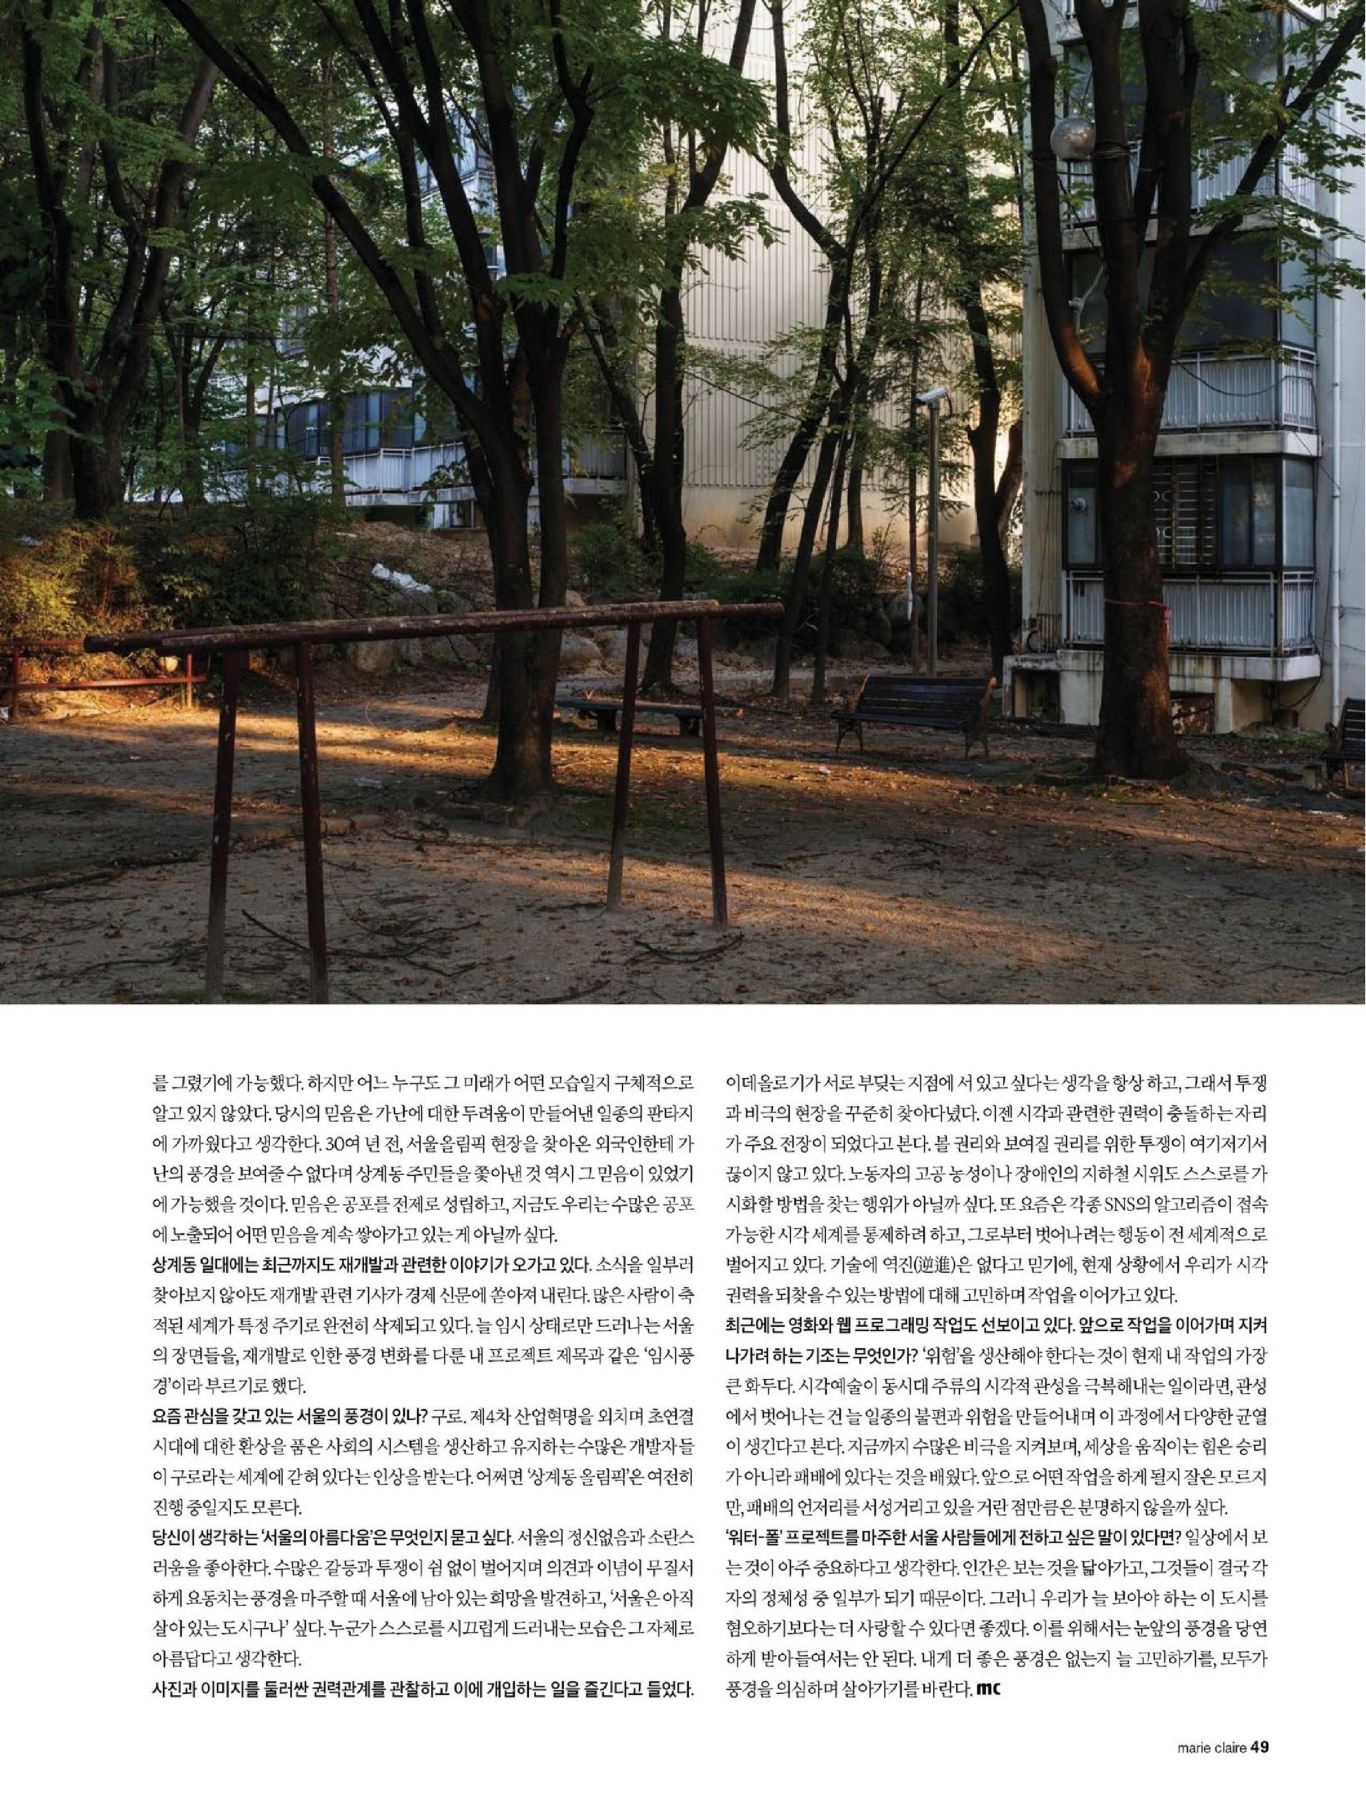 를 그렸기에 가능했다. 하지만 어느 누구도 그 미래가 어떤 모습일지 구체적으로
알고 있지 않았다. 당시의 믿음은 가난에 대한 두려움이 만들어낸 일종의 판타지
에 가까웠다고 생각한다. 30여 년 전, 서울올림픽 현장을 찾아온 외국인한테 가
난의 풍경을 보여줄 수 없다며 상계동 주민들을 쫓아낸 것 역시 그 믿음이 있었기
에 가능했을 것이다. 믿음은 공포를 전제로 성립하고, 지금도 우리는 수많은 공포
에 노출되어 어떤 믿음을 계속 쌓아가고 있는 게 아닐까 싶다.
상계동 일대에는 최근까지도 재개발과 관련한 이야기가 오가고 있다. 소식을 일부러
찾아보지 않아도 재개발 관련 기사가 경제 신문에 쏟아져 내린다. 많은 사람이 축
적된 세계가 특정 주기로 완전히 삭제되고 있다. 늘 임시 상태로만 드러나는 서울
의 장면들을, 재개발로 인한 풍경 변화를 다룬 내 프로젝트 제목과 같은 ‘임시풍
경’이라 부르기로 했다.
요즘 관심을 갖고 있는 서울의 풍경이 있나? 구로. 제4차 산업혁명을 외치며 초연결
시대에 대한 환상을 품은 사회의 시스템을 생산하고 유지하는 수많은 개발자들
이 구로라는 세계에 갇혀 있다는 인상을 받는다. 어쩌면 ‘상계동 올림픽’은 여전히
진행 중일지도 모른다.
당신이 생각하는 ‘서울의 아름다움’은 무엇인지 묻고 싶다. 서울의 정신없음과 소란스
러움을 좋아한다. 수많은 갈등과 투쟁이 쉼 없이 벌어지며 의견과 이념이 무질서
하게 요동치는 풍경을 마주할 때 서울에 남아 있는 희망을 발견하고, ‘서울은 아직
살아 있는 도시구나’ 싶다. 누군가 스스로를 시끄럽게 드러내는 모습은 그 자체로
아름답다고 생각한다.
사진과 이미지를 둘러싼 권력관계를 관찰하고 이에 개입하는 일을 즐긴다고 들었다.
이데올로기가 서로 부딪는 지점에 서 있고 싶다는 생각을 항상 하고, 그래서 투쟁
과 비극의 현장을 꾸준히 찾아다녔다. 이젠 시각과 관련한 권력이 충돌하는 자리
가 주요 전장이 되었다고 본다. 볼 권리와 보여질 권리를 위한 투쟁이 여기저기서
끊이지 않고 있다. 노동자의 고공 농성이나 장애인의 지하철 시위도 스스로를 가
시화할 방법을 찾는 행위가 아닐까 싶다. 또 요즘은 각종 SNS의 알고리즘이 접속
가능한 시각 세계를 통제하려 하고, 그로부터 벗어나려는 행동이 전 세계적으로
벌어지고 있다. 기술에 역진(逆進)은 없다고 믿기에, 현재 상황에서 우리가 시각
권력을 되찾을 수 있는 방법에 대해 고민하며 작업을 이어가고 있다.
최근에는 영화와 웹 프로그래밍 작업도 선보이고 있다. 앞으로 작업을 이어가며 지켜
나가려 하는 기조는 무엇인가? ‘위험’을 생산해야 한다는 것이 현재 내 작업의 가장
큰 화두다. 시각예술이 동시대 주류의 시각적 관성을 극복해내는 일이라면, 관성
에서 벗어나는 건 늘 일종의 불편과 위험을 만들어내며 이 과정에서 다양한 균열
이 생긴다고 본다. 지금까지 수많은 비극을 지켜보며, 세상을 움직이는 힘은 승리
가 아니라 패배에 있다는 것을 배웠다. 앞으로 어떤 작업을 하게 될지 잘은 모르지
만, 패배의 언저리를 서성거리고 있을 거란 점만큼은 분명하지 않을까 싶다.
‘워터-폴’ 프로젝트를 마주한 서울 사람들에게 전하고 싶은 말이 있다면? 일상에서 보
는 것이 아주 중요하다고 생각한다. 인간은 보는 것을 닮아가고, 그것들이 결국 각
자의 정체성 중 일부가 되기 때문이다. 그러니 우리가 늘 보아야 하는 이 도시를
혐오하기보다는 더 사랑할 수 있다면 좋겠다. 이를 위해서는 눈앞의 풍경을 당연
하게 받아들여서는 안 된다. 내게 더 좋은 풍경은 없는지 늘 고민하기를, 모두가
풍경을 의심하며 살아가기를 바란다. mc
marie claire 49